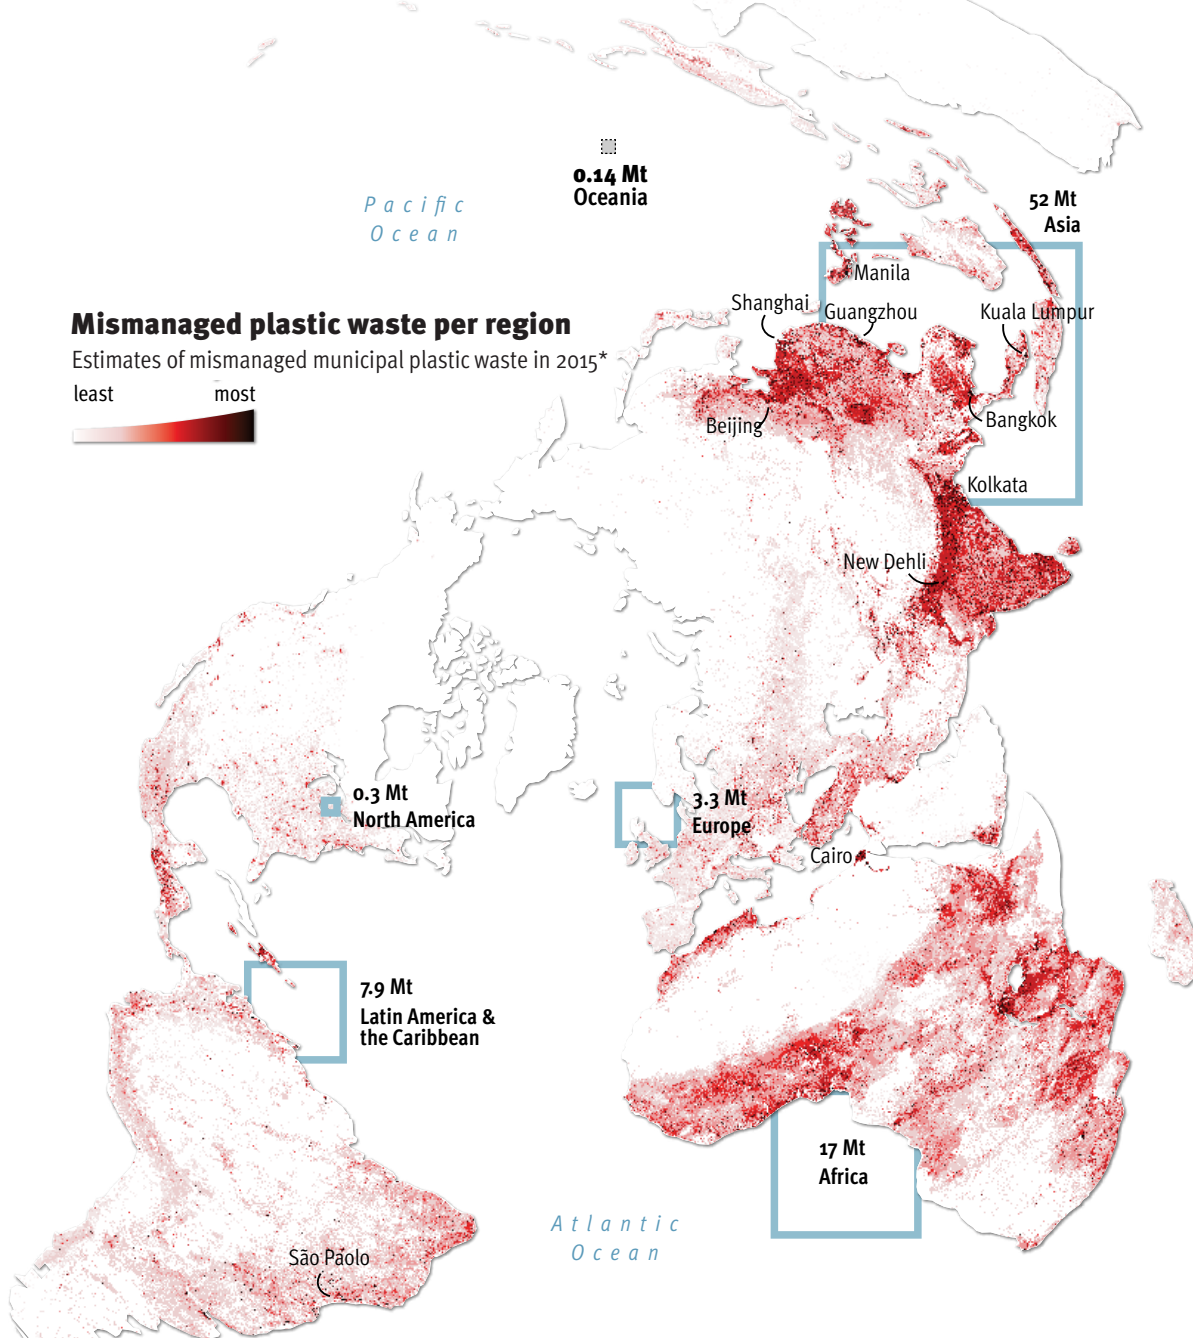 0.14 Mt
Oceania
Pacific
Ocean
52 Mt
Asia
Manila
Shanghai
Guangzhou
Kuala Lumpur
Mismanaged plastic waste per region
Estimates of mismanaged municipal plastic waste in 2015*
least most
Beijing
Bangkok
Kolkata
New Dehli
0.3 Mt
North America
3.3 Mt
Europe
Cairo
7.9 Mt
Latin America &
the Caribbean
17 Mt
Africa
Atlantic
Ocean
São Paolo